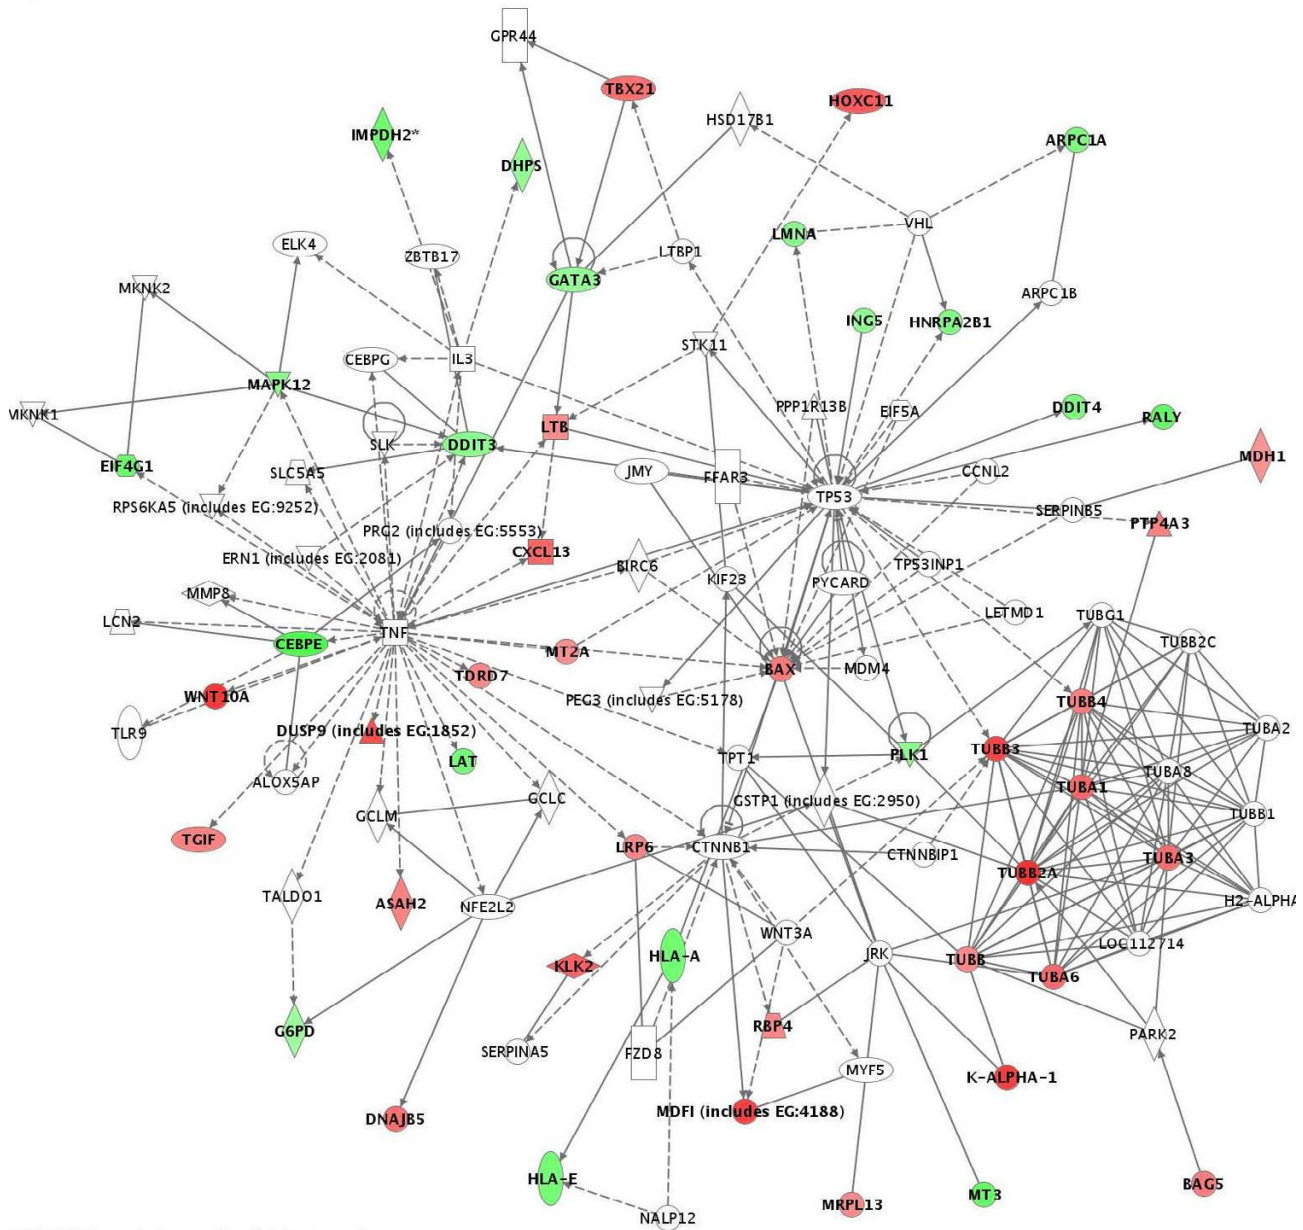 GPR44
TBX21
HOXC11
HSD17B1
IMPDH2*
ARPC1A
DHPS
VHL
LMNA
ELK4
ZBTB17
LTBP1
GATA3
MKNK2
ARPC1B
ING5
HNRPA2B1
STK11
CEBPG
IL3
MAPK12
PPP1R13B
EIF5A
DDIT4
RALY
MKNK1
LTB
SLK
DDIT3
MDH1
EIF4G1
SLC5A5
JMY
FFAR3
CCNL2
TP53
RPS6KA5 (includes EG:9252)
SERPINB5
PTP4A3
PRG2 (includes EG:5553)
ERN1 (includes EG:2081)
CXCL13
BIRC6
KIF23
PYCARD
TP53INP1
MMP8
LCN2
TNF
LETMD1
TUBG1
CEBPE
MT2A
TUBB2C
TDRD7
BAX
MDM4
WNT10A
PEG3 (includes EG:5178)
TUBB4
TLR9
DUSP9 (includes EG:1852)
TUBA2
LAT
TPT1
PLK1
TUBB3
ALOX5AP
TUBA8
GCLC
GSTP1 (includes EG:2950)
TUBA1
GCLM
TUBB1
TGIF
LRP6
CTNNB1
CTNNBIP1
TUBA3
TUBB2A
TALDO1
ASAH2
NFE2L2
H2-ALPHA
WNT3A
LOC112714
HLA-A
KLK2
JRK
TUBB
TUBA6
G6PD
RBP4
PARK2
SERPINA5
FZD8
MYF5
K-ALPHA-1
DNAJB5
MDFI (includes EG:4188)
HLA-E
BAG5
MT3
MRPL13
NALP12